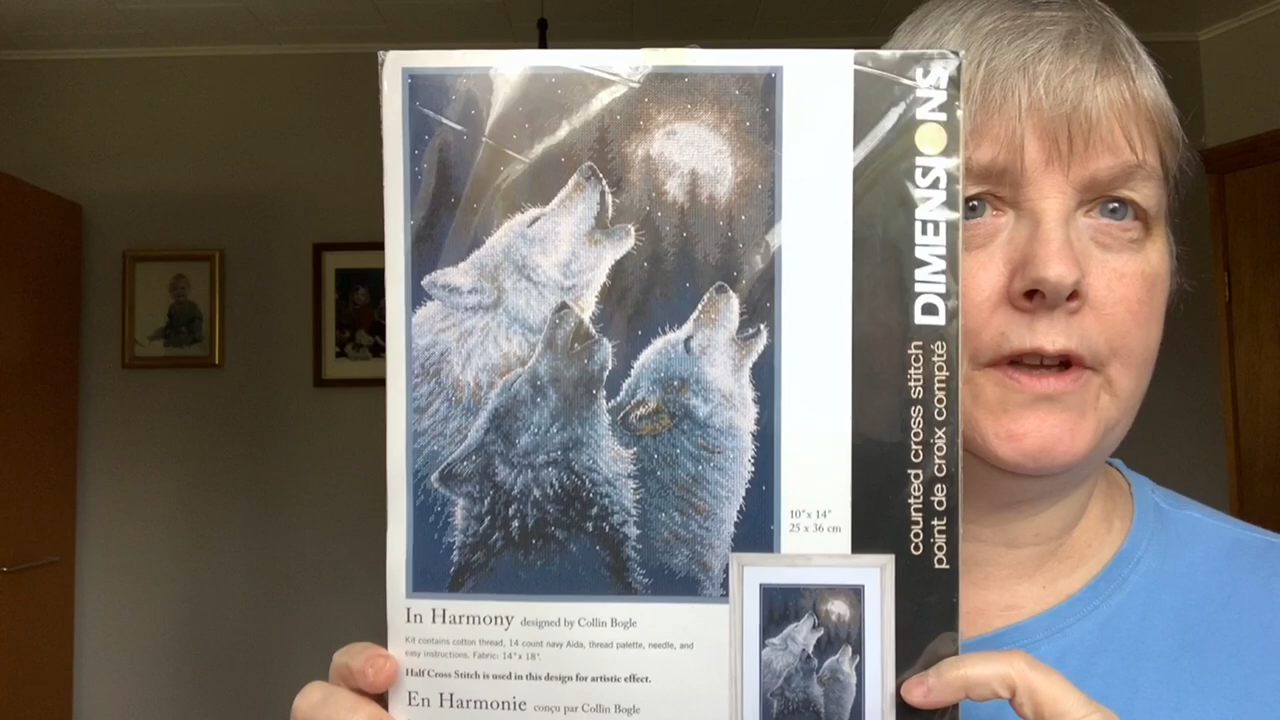 DIMENSIONS
counted cross stitch
point de croix compté
10"x 14"
25 x 36 cm
In Harmony designed by Collin Bogle
Kit contains cotton thread, 14 count navy Aida, thread palette, needle, and
easy instructions. Fabric: 14"x 18".
Half Cross Stitch is used in this design for artistic effect.
En Harmonie conçu par Collin Bogle